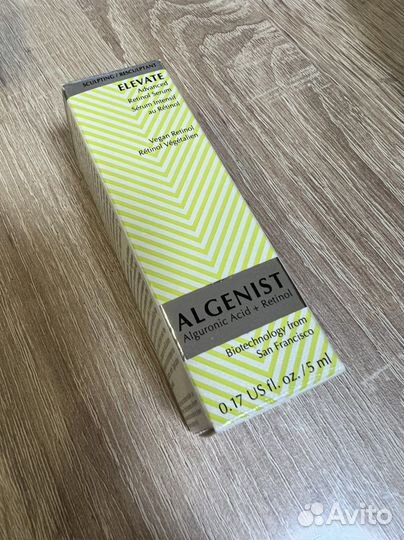 SCULPTING / RESCULPTANT
ELEVATE
Advanced
Retinol Serum
Sérum Intensif
au Rétinol
Vegan Retinol
Rétinol Végétalien
ALGENIST
Alguronic Acid + Retinol
Biotechnology from
San Francisco
0.17 US fl. oz. / 5 ml
Avito